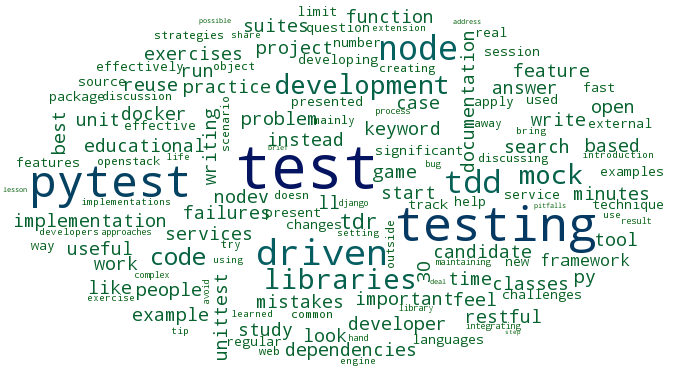 possible
limit
function
address
strategies
share
suites
question
extension
real
exercises
project
number
node
session
effectively
run
object
developing
creating
feature
source
reuse
practice
development
documentation
answer
fast
package
discussion
docker
scenario
presented
case
apply
used
open
best
unit
effective
writing
problem
mainly
process
keyword
away
write
external
educational
instead
significant
bring
search
based
features
openstack
life
test
bug
discussing
introduction
pytest
game
tdd
mock
examples
lesson
implementations
nodev
brief
doesn
django
start
service
minutes
developers
approaches
failures
ll
track
help
pitfalls
technique
implementation
present
tdr
testing
use
result
way
useful
services
changes
setting
outside
tool
try
using
code
driven
candidate
step
work
complex
unittest
libraries
30
maintaining
new
framework
deal
time
py
like
people
avoid
classes
exercise
mistakes
important
feel
challenges
example
learned
common
library
restful
tip
study
look
developer
integrating
regular
hand
languages
web
dependencies
engine